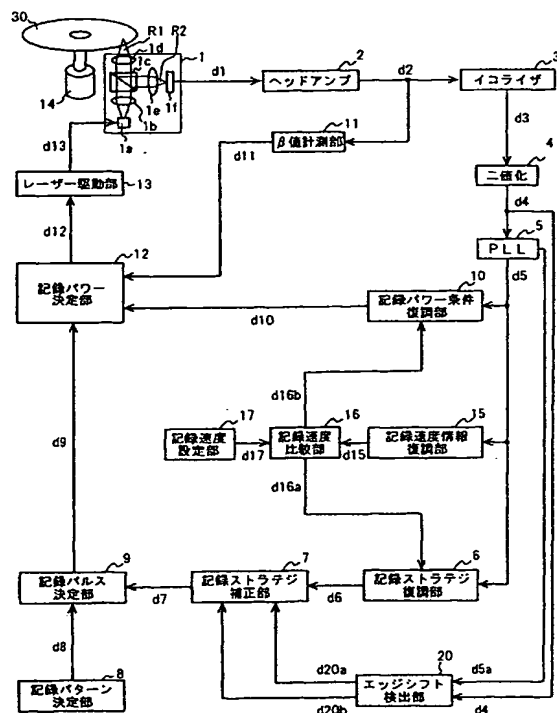 30
R1
R2
1d
1c
1
1e
1f
1b
1a
14
d1
2
ヘッドアンプ
d2
3
イコライザ
d3
11
β値計測部
d11
4
二値化
d4
5
PLL
d5
d13
レーザー駆動部
13
d12
12
記録パワー
決定部
10
記録パワー条件
復調部
d10
d16b
17
記録速度
設定部
d17
16
記録速度
比較部
d15
15
記録速度情報
復調部
d16a
d9
9
記録パルス
決定部
d7
7
記録ストラテジ
補正部
d6
6
記録ストラテジ
復調部
d8
8
記録パターン
決定部
d20a
d20b
20
エッジシフト
検出部
d5a
d4